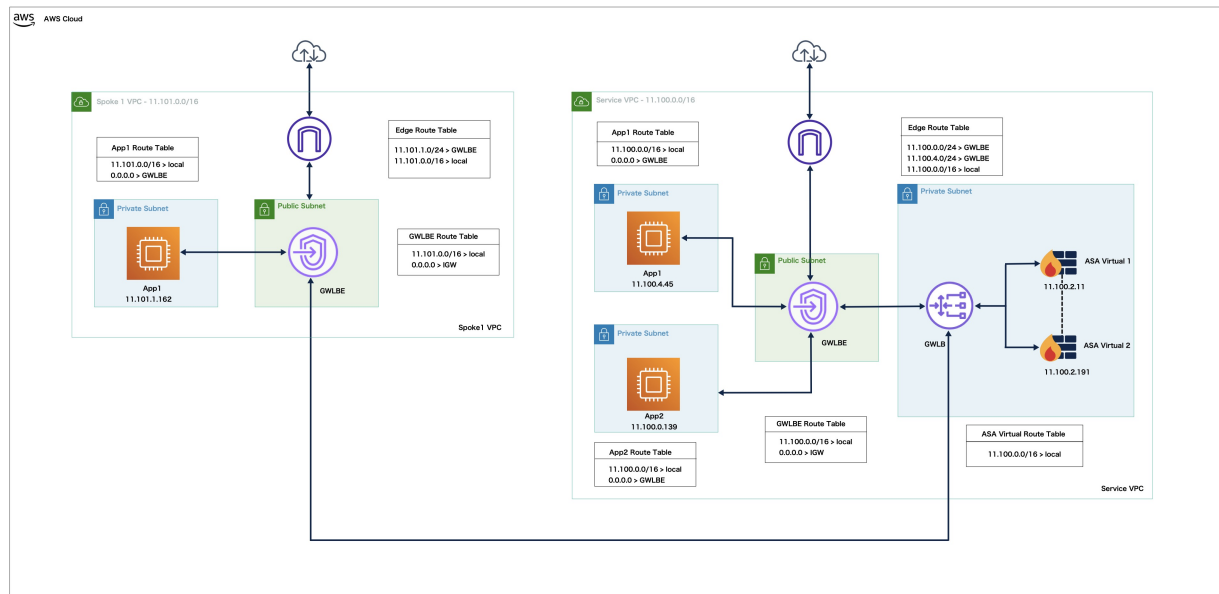 aws
AWS Cloud
Spoke 1 VPC - 11.101.0.0/16
App1 Route Table
11.101.0.0/16 > local
0.0.0.0 > GWLBE
Edge Route Table
11.101.1.0/24 > GWLBE
11.101.0.0/16 > local
Private Subnet
App1
11.101.1.162
Public Subnet
GWLBE
GWLBE Route Table
11.101.0.0/16 > local
0.0.0.0 > IGW
Spoke1 VPC
Service VPC - 11.100.0.0/16
App1 Route Table
11.100.0.0/16 > local
0.0.0.0 > GWLBE
Edge Route Table
11.100.0.0/24 > GWLBE
11.100.4.0/24 > GWLBE
11.100.0.0/16 > local
Private Subnet
App1
11.100.4.45
Private Subnet
App2
11.100.0.139
App2 Route Table
11.100.0.0/16 > local
0.0.0.0 > GWLBE
Public Subnet
GWLBE
GWLBE Route Table
11.100.0.0/16 > local
0.0.0.0 > IGW
Private Subnet
GWLB
ASA Virtual 1
11.100.2.11
ASA Virtual 2
11.100.2.191
ASA Virtual Route Table
11.100.0.0/16 > local
Service VPC